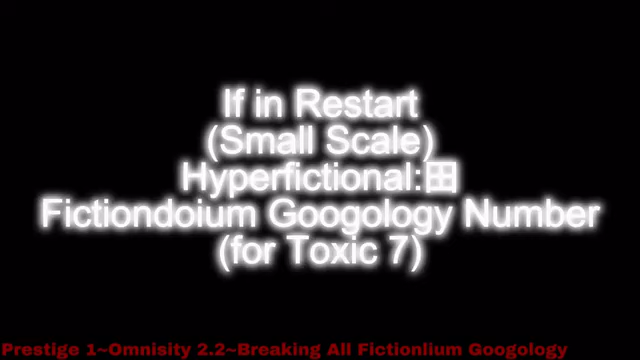 If in Restart
(Small Scale)
Hyperfictional:田
Fictiondoium Googology Number
(for Toxic 7)
Prestige 1~Omnisity 2.2~Breaking All Fictionlium Googology